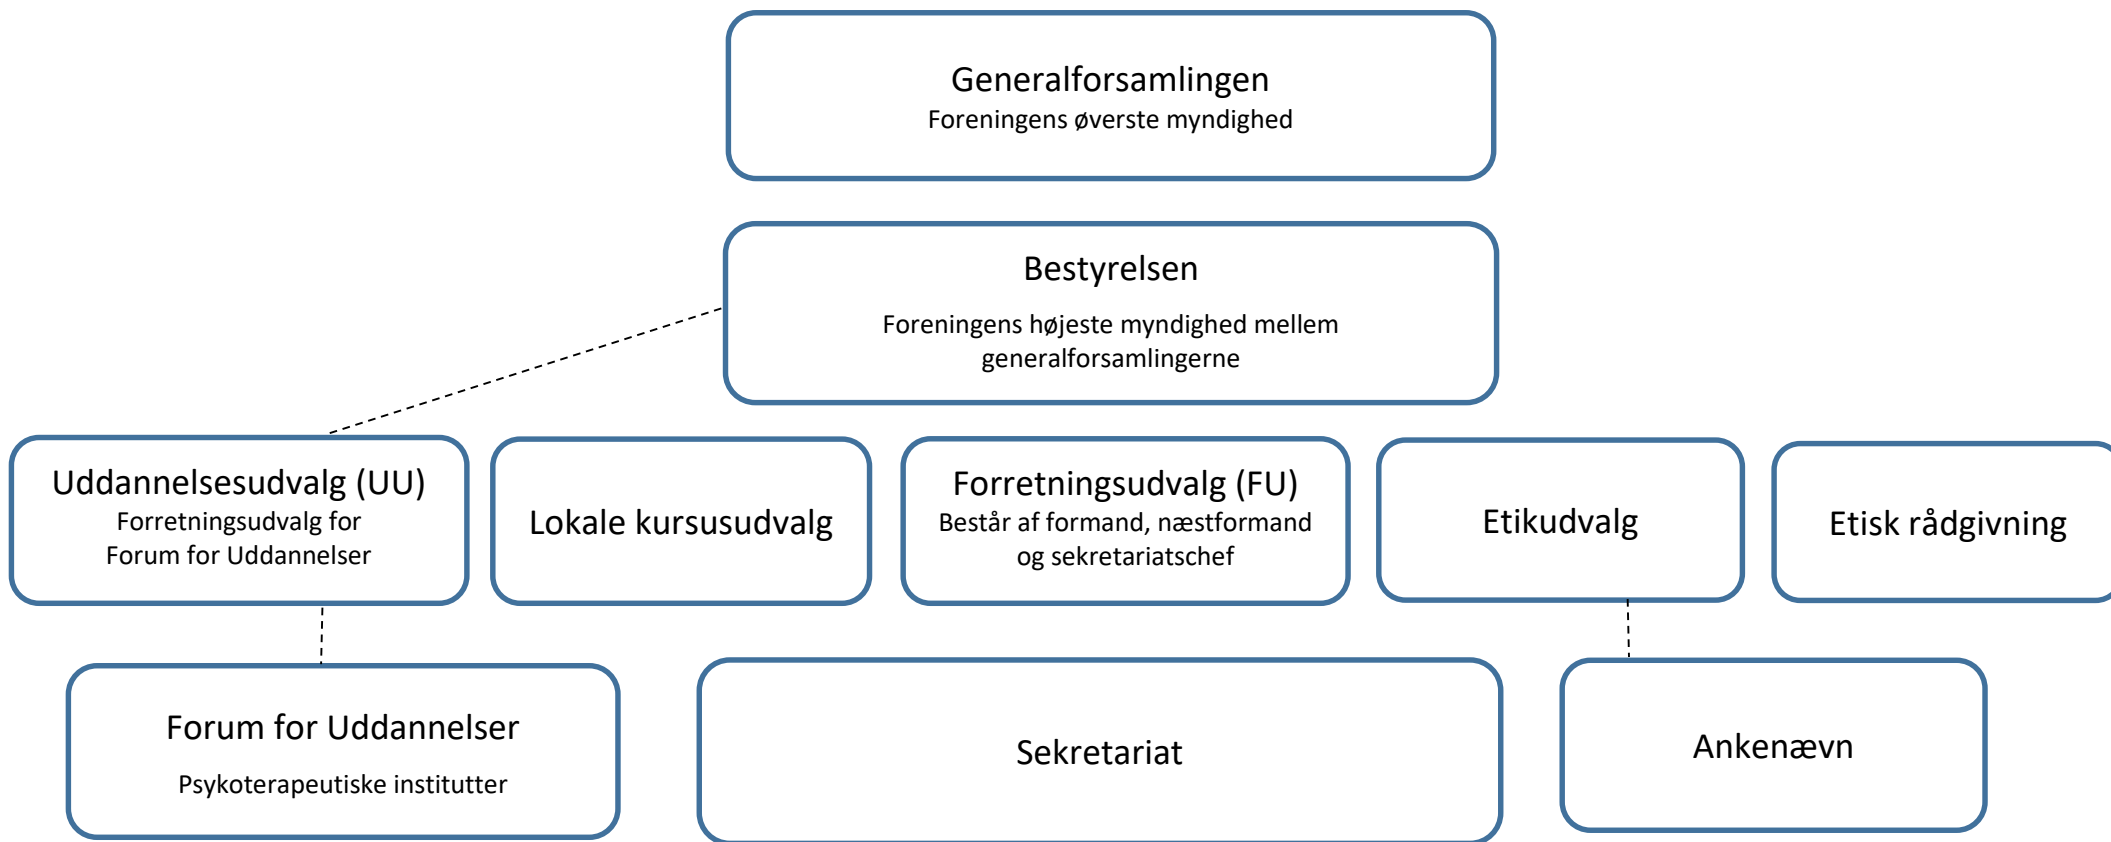 Generalforsamlingen
Foreningens øverste myndighed
Bestyrelsen
Foreningens højeste myndighed mellem
generalforsamlingerne
Uddannelsesudvalg (UU)
Forretningsudvalg for
Forum for Uddannelser
Lokale kursusudvalg
Forretningsudvalg (FU)
Består af formand, næstformand
og sekretariatschef
Etikudvalg
Etisk rådgivning
Forum for Uddannelser
Psykoterapeutiske institutter
Sekretariat
Ankenævn